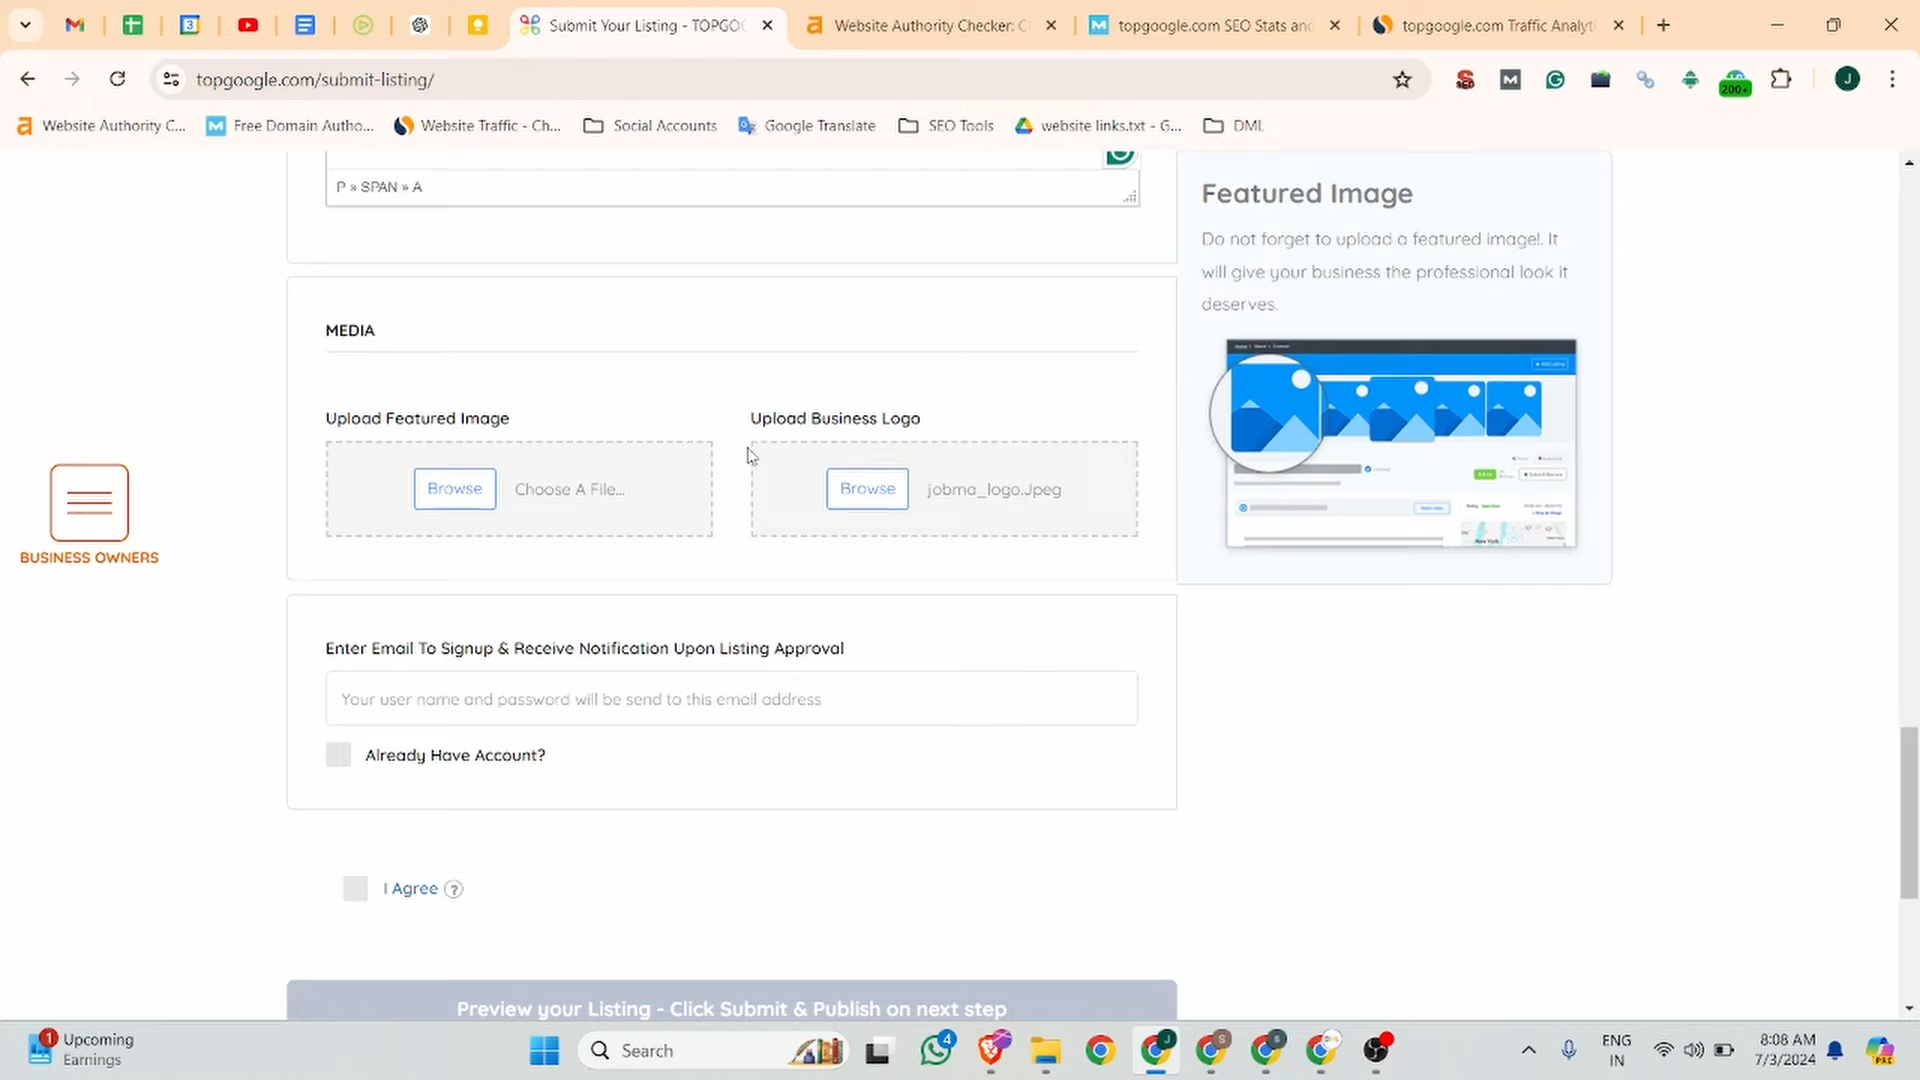 Submit Your Listing - TOPGO
Website Authority Checker: C
topgoogle.com SEO Stats and
topgoogle.com Traffic Analyti
topgoogle.com/submit-listing/
200+
J
Website Authority C...
Free Domain Autho...
Website Traffic - Ch...
Social Accounts
Google Translate
SEO Tools
website links.txt - G...
DML
P » SPAN » A
Featured Image
Do not forget to upload a featured image!. It
will give your business the professional look it
deserves.
MEDIA
Upload Featured Image
Upload Business Logo
Browse
Choose A File...
Browse
jobma_logo.Jpeg
BUSINESS OWNERS
Enter Email To Signup & Receive Notification Upon Listing Approval
Your user name and password will be send to this email address
Already Have Account?
I Agree ?
Preview your Listing - Click Submit & Publish on next step
1
Upcoming
Earnings
Search
4
ENG
IN
8:08 AM
7/3/2024